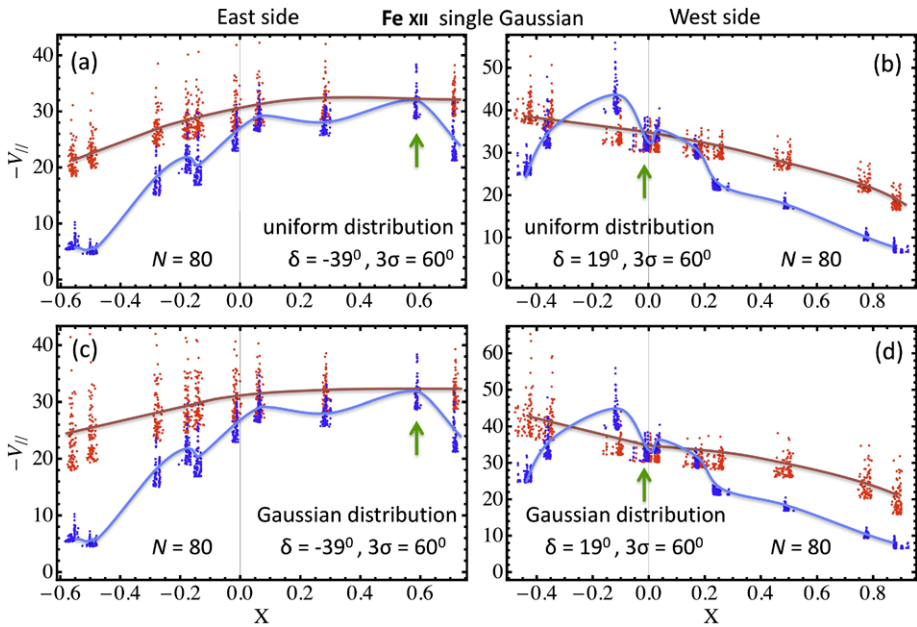 East side Fe XII single Gaussian West side
(a) (b)
40 30 20 10 0
50 40 30 20 10 0
−V//
uniform distribution uniform distribution
N = 80 δ = -39⁰ , 3σ = 60⁰ δ = 19⁰, 3σ = 60⁰ N = 80
−0.6 −0.4 −0.2 0.0 0.2 0.4 0.6 −0.4 −0.2 0.0 0.2 0.4 0.6 0.8
(c) (d)
40 30 20 10 0
60 50 40 30 20 10 0
−V//
Gaussian distribution Gaussian distribution
N = 80 δ = -39⁰ , 3σ = 60⁰ δ = 19⁰, 3σ = 60⁰ N = 80
−0.6 −0.4 −0.2 0.0 0.2 0.4 0.6 −0.4 −0.2 0.0 0.2 0.4 0.6 0.8
X X